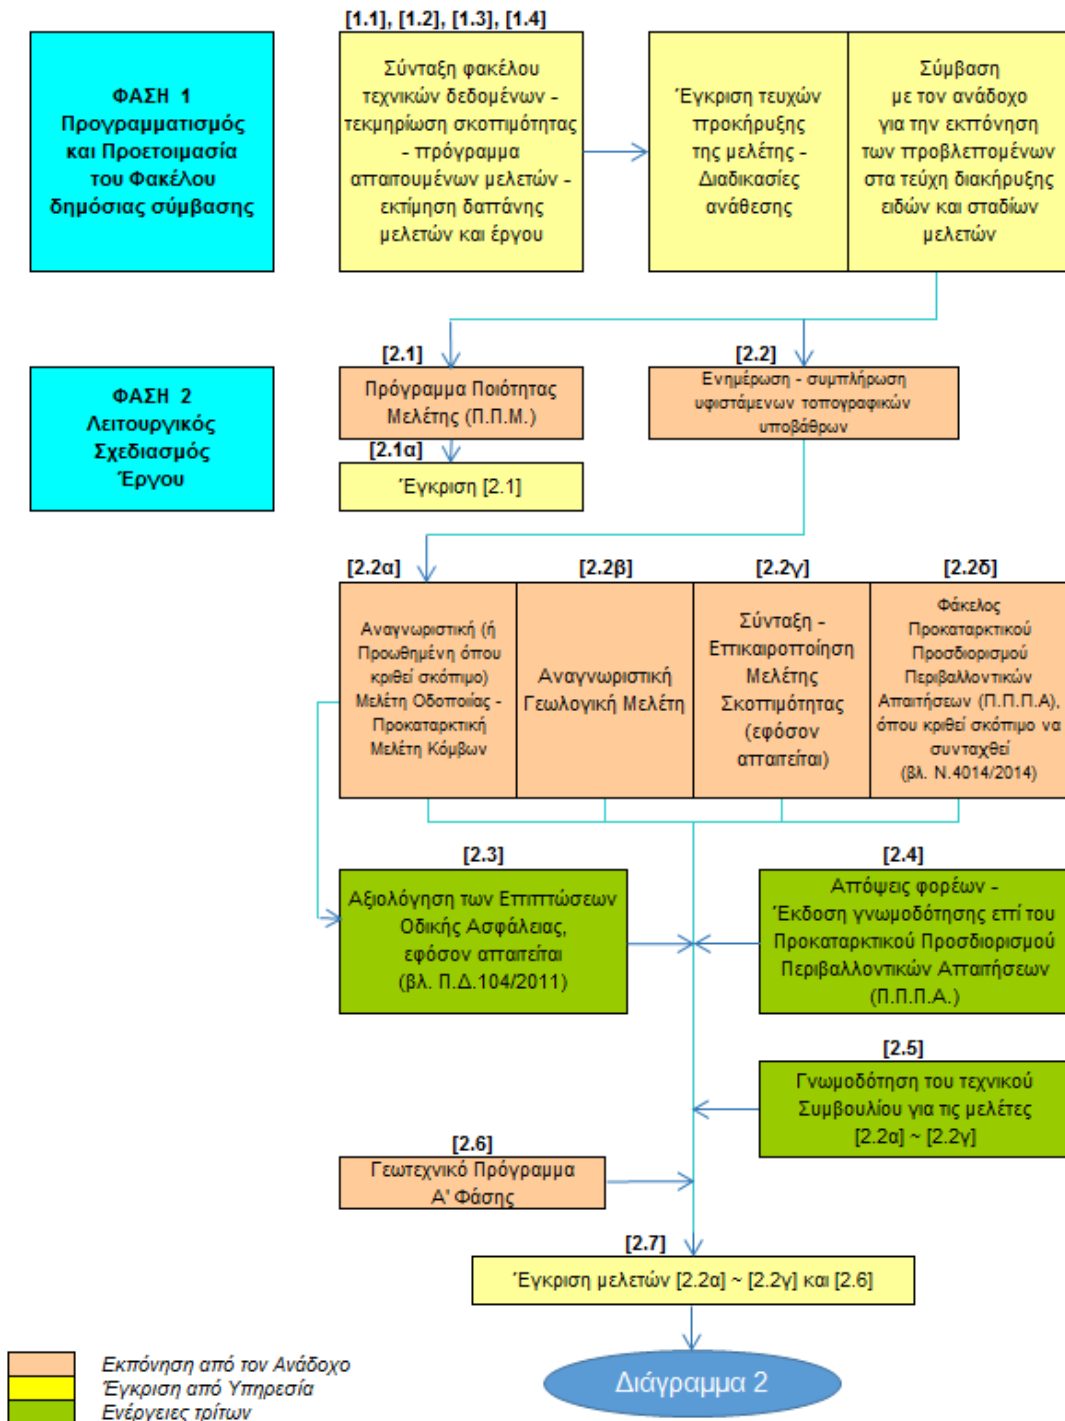 [1.1], [1.2], [1.3], [1.4]
ΦΑΣΗ 1
Προγραμματισμός
και Προετοιμασία
του Φακέλου
δημόσιας σύμβασης
Σύνταξη φακέλου
τεχνικών δεδομένων -
τεκμηρίωση σκοπιμότητας
- πρόγραμμα
απαιτουμένων μελετών -
εκτίμηση δαπάνης
μελετών και έργου
Έγκριση τευχών
προκήρυξης
της μελέτης -
Διαδικασίες
ανάθεσης
Σύμβαση
με τον ανάδοχο
για την εκπόνηση
των προβλεπομένων
στα τεύχη διακήρυξης
ειδών και σταδίων
μελετών
ΦΑΣΗ 2
Λειτουργικός
Σχεδιασμός
Έργου
[2.1]
Πρόγραμμα Ποιότητας
Μελέτης (Π.Π.Μ.)
[2.1α]
Έγκριση [2.1]
[2.2]
Ενημέρωση - συμπλήρωση
υφιστάμενων τοπογραφικών
υποβάθρων
[2.2α]
Αναγνωριστική (ή
Προωθημένη όπου
κριθεί σκόπιμο)
Μελέτη Οδοποιίας -
Προκαταρκτική
Μελέτη Κόμβων
[2.2β]
Αναγνωριστική
Γεωλογική Μελέτη
[2.2γ]
Σύνταξη -
Επικαιροποίηση
Μελέτης
Σκοπιμότητας
(εφόσον
απαιτείται)
[2.2δ]
Φάκελος
Προκαταρκτικού
Προσδιορισμού
Περιβαλλοντικών
Απαιτήσεων (Π.Π.Π.Α),
όπου κριθεί σκόπιμο να
συνταχθεί
(βλ. Ν.4014/2014)
[2.3]
Αξιολόγηση των Επιπτώσεων
Οδικής Ασφάλειας,
εφόσον απαιτείται
(βλ. Π.Δ.104/2011)
[2.4]
Απόψεις φορέων -
Έκδοση γνωμοδότησης επί του
Προκαταρκτικού Προσδιορισμού
Περιβαλλοντικών Απαιτήσεων
(Π.Π.Π.Α.)
[2.5]
Γνωμοδότηση του τεχνικού
Συμβουλίου για τις μελέτες
[2.2α] ~ [2.2γ]
[2.6]
Γεωτεχνικό Πρόγραμμα
Α' Φάσης
[2.7]
Έγκριση μελετών [2.2α] ~ [2.2γ] και [2.6]
Διάγραμμα 2
Εκπόνηση από τον Ανάδοχο
Έγκριση από Υπηρεσία
Ενέργειες τρίτων